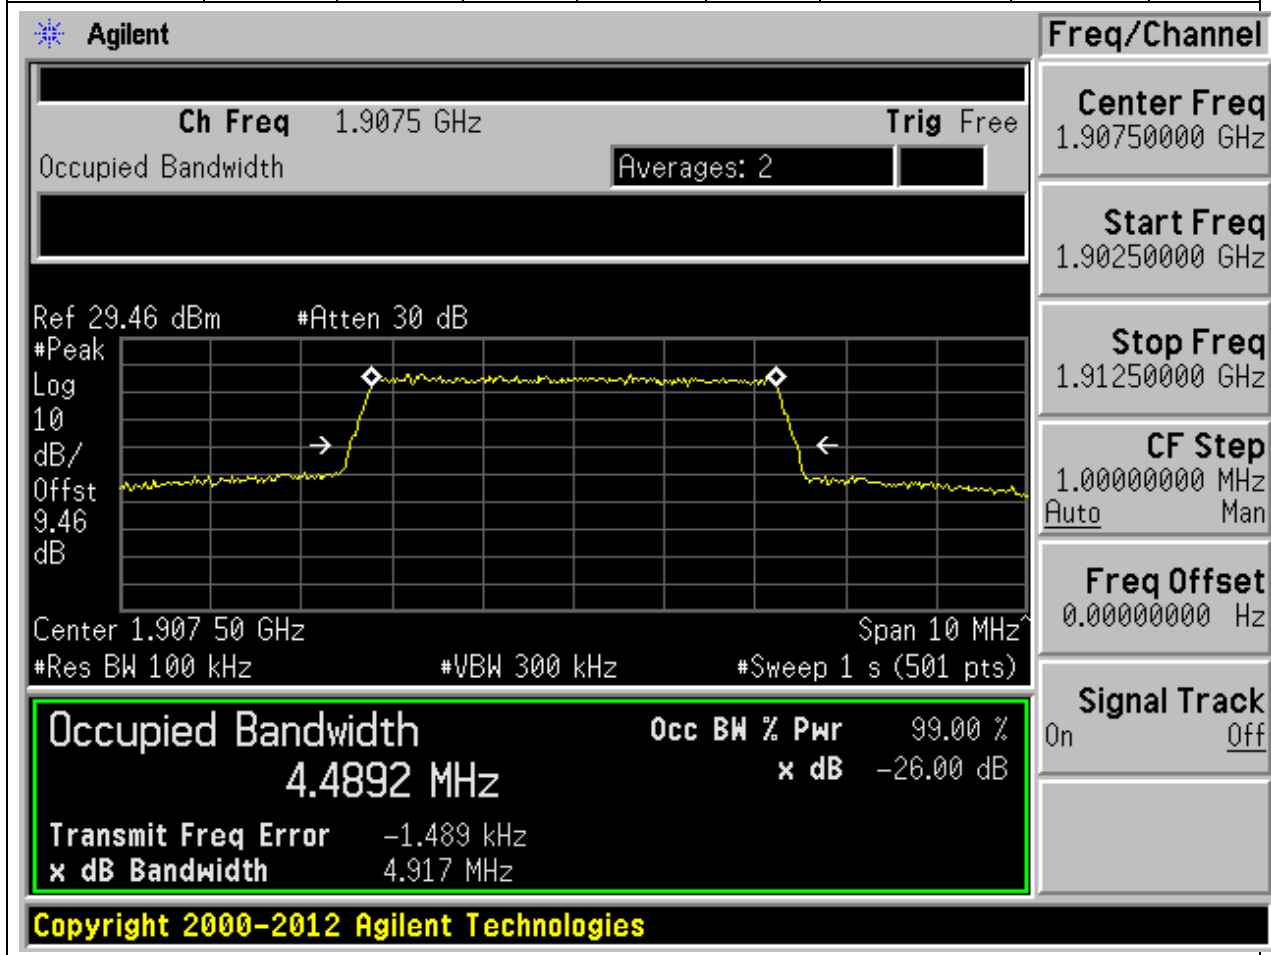 Agilent
Freq/Channel
Ch Freq 1.9075 GHz Trig Free
Occupied Bandwidth Averages: 2
Center Freq
1.90750000 GHz
Start Freq
1.90250000 GHz
Stop Freq
1.91250000 GHz
CF Step
1.00000000 MHz
Auto Man
Freq Offset
0.00000000 Hz
Signal Track
On Off
Ref 29.46 dBm #Atten 30 dB
#Peak
Log
10
dB/
Offst
9.46
dB
Center 1.907 50 GHz Span 10 MHz^
#Res BW 100 kHz #VBW 300 kHz #Sweep 1 s (501 pts)
Occupied Bandwidth Occ BW % Pwr 99.00 %
4.4892 MHz x dB -26.00 dB
Transmit Freq Error -1.489 kHz
x dB Bandwidth 4.917 MHz
Copyright 2000-2012 Agilent Technologies